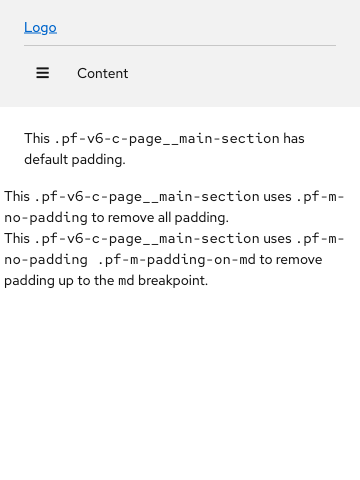 Logo
Content
This .pf-v6-c-page__main-section has
default padding.
This .pf-v6-c-page__main-section uses .pf-m-
no-padding to remove all padding.
This .pf-v6-c-page__main-section uses .pf-m-
no-padding .pf-m-padding-on-md to remove
padding up to the md breakpoint.